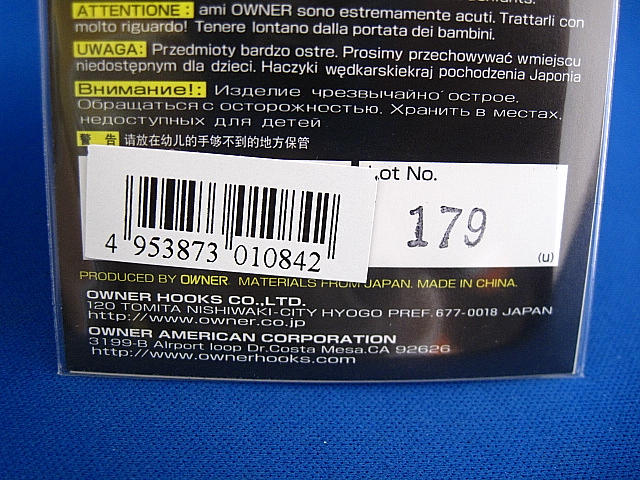 ATTENTIONE : ami OWNER sono estremamente acuti. Trattarli con
molto riguardo! Tenere lontano dalla portata dei bambini.
UWAGA: Przedmioty bardzo ostre. Prosimy przechowywać wmiejscu
niedostępnym dla dzieci. Haczyki wędkarskiekraj pochodzenia Japonia
Внимание!: Изделие чрезвычайно острое.
Обращаться с осторожностью. Хранить в местах,
недоступных для детей
警 告 请放在幼儿的手够不到的地方保管
Lot No.
179
(u)
4 953873 010842
PRODUCED BY OWNER. MATERIALS FROM JAPAN. MADE IN CHINA.
OWNER HOOKS CO.,LTD.
120 TOMITA NISHIWAKI-CITY HYOGO PREF.677-0018 JAPAN
http://www.owner.co.jp
OWNER AMERICAN CORPORATION
3199-B Airport loop Dr.Costa Mesa.CA 92626
http://www.ownerhooks.com